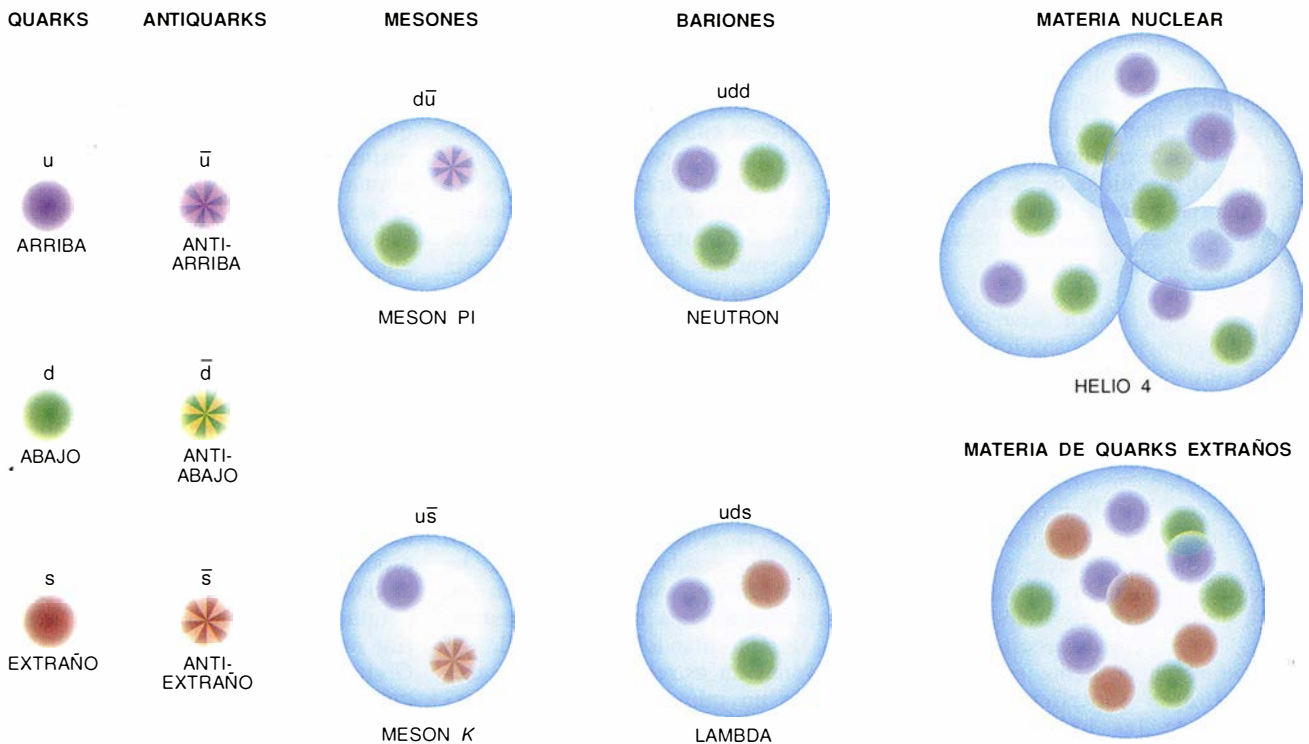 QUARKS
ANTIQUARKS
MESONES
BARIONES
MATERIA NUCLEAR
u
ARRIBA
u̅
ANTI-
ARRIBA
du̅
MESON PI
udd
NEUTRON
HELIO 4
d
ABAJO
d̅
ANTI-
ABAJO
MATERIA DE QUARKS EXTRAÑOS
s
EXTRAÑO
s̅
ANTI-
EXTRAÑO
us̅
MESON K
uds
LAMBDA